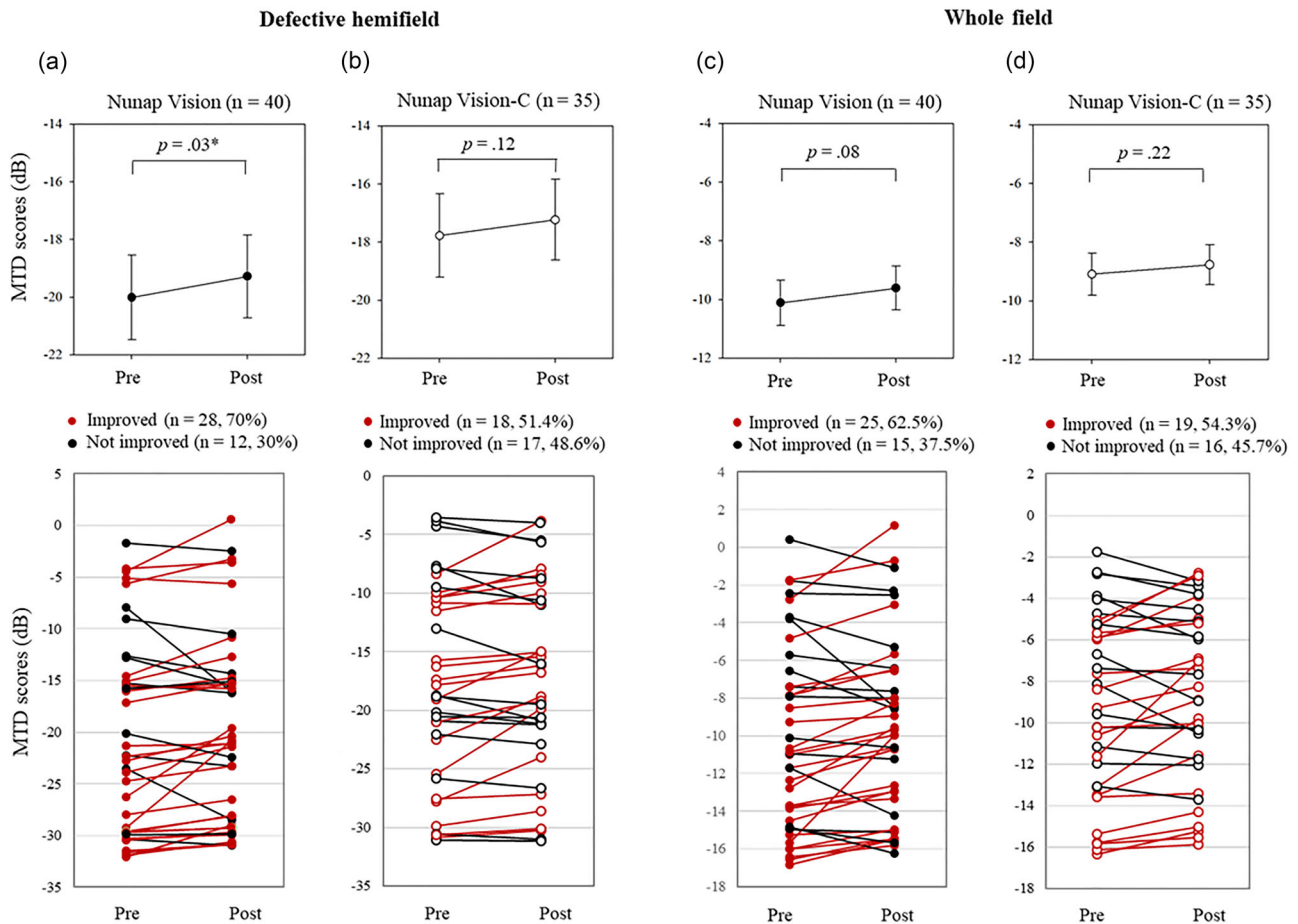 Defective hemifield
Whole field
(a)
(b)
(c)
(d)
Nunap Vision (n = 40)
Nunap Vision-C (n = 35)
Nunap Vision (n = 40)
Nunap Vision-C (n = 35)
MTD scores (dB)
-14
-16
-18
-20
-22
p = .03*
Pre
Post
-14
-16
-18
-20
-22
p = .12
Pre
Post
MTD scores (dB)
-4
-6
-8
-10
-12
p = .08
Pre
Post
-4
-6
-8
-10
-12
p = .22
Pre
Post
Improved (n = 28, 70%)
Not improved (n = 12, 30%)
Improved (n = 18, 51.4%)
Not improved (n = 17, 48.6%)
Improved (n = 25, 62.5%)
Not improved (n = 15, 37.5%)
Improved (n = 19, 54.3%)
Not improved (n = 16, 45.7%)
MTD scores (dB)
5
0
-5
-10
-15
-20
-25
-30
-35
Pre
Post
0
-5
-10
-15
-20
-25
-30
-35
Pre
Post
MTD scores (dB)
4
2
0
-2
-4
-6
-8
-10
-12
-14
-16
-18
Pre
Post
2
0
-2
-4
-6
-8
-10
-12
-14
-16
-18
Pre
Post